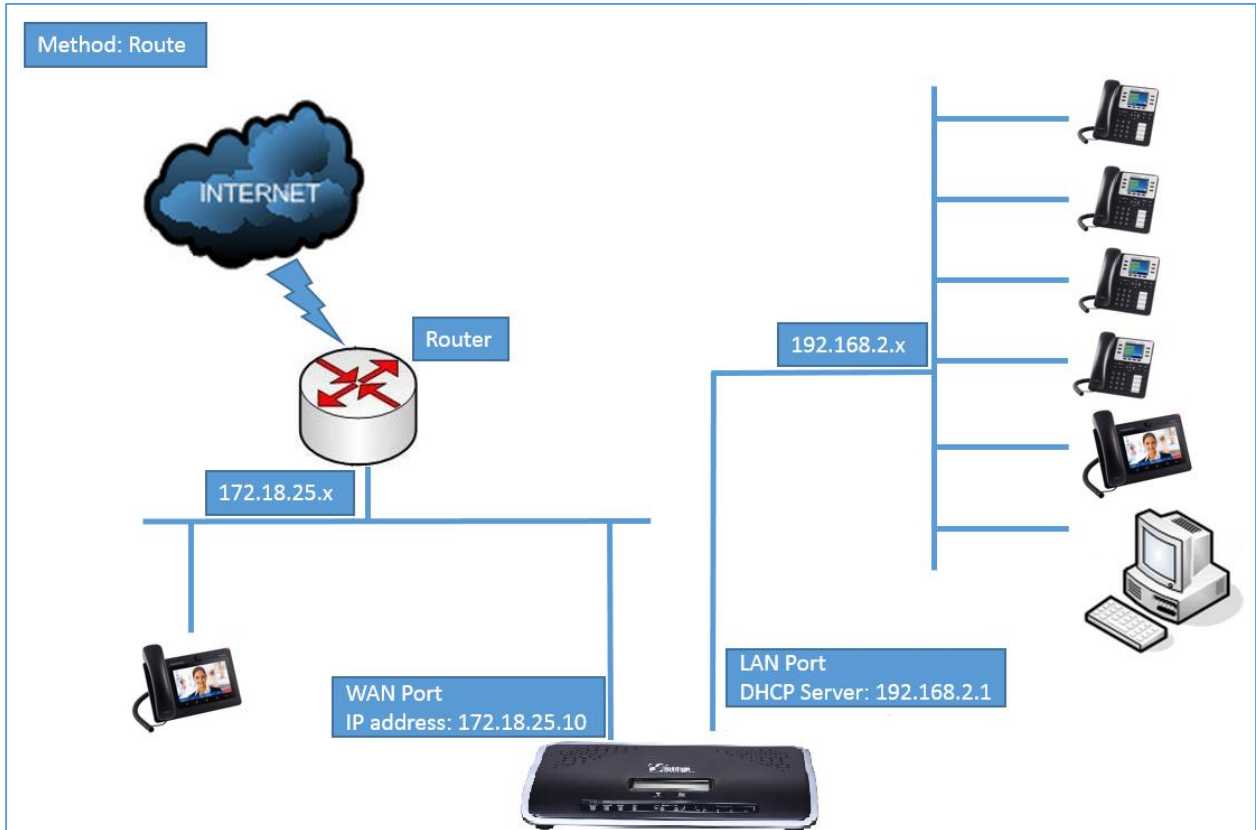 Method: Route
INTERNET
Router
192.168.2.x
172.18.25.x
LAN Port
DHCP Server: 192.168.2.1
WAN Port
IP address: 172.18.25.10